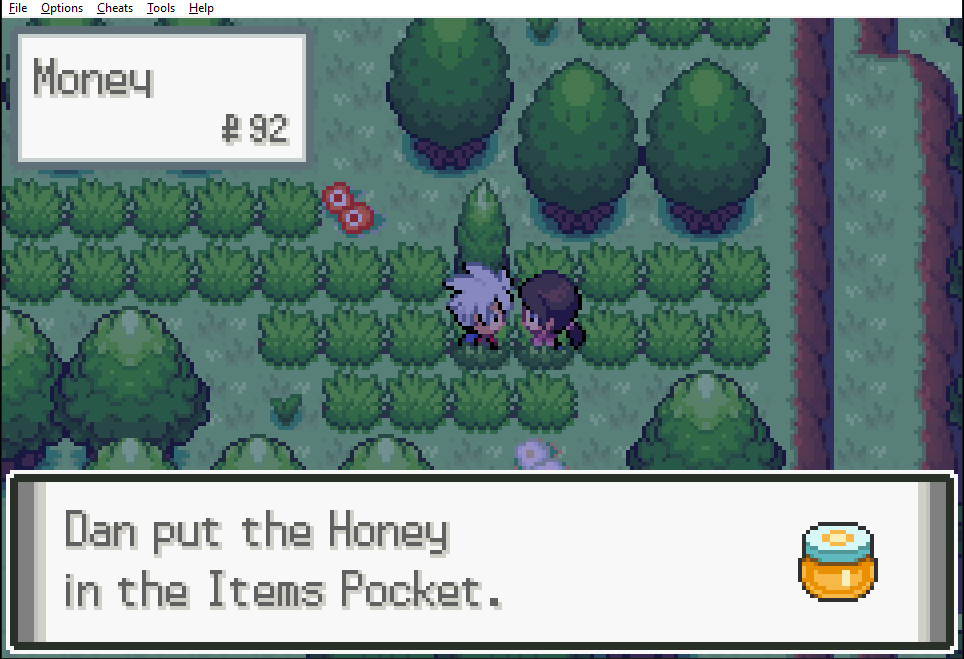 File Options Cheats Tools Help
Money
₽ 92
Dan put the Honey
in the Items Pocket.